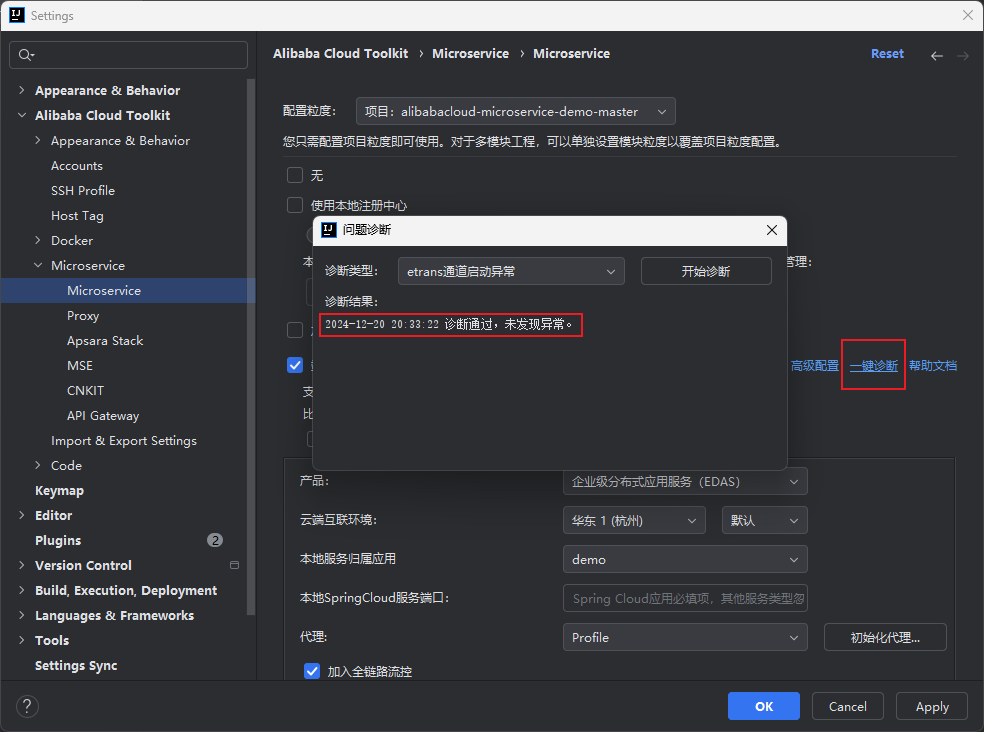 Settings
Alibaba Cloud Toolkit › Microservice › Microservice
Reset
Appearance & Behavior
Alibaba Cloud Toolkit
Appearance & Behavior
Accounts
SSH Profile
Host Tag
Docker
Microservice
Microservice
Proxy
Apsara Stack
MSE
CNKIT
API Gateway
Import & Export Settings
Code
Keymap
Editor
Plugins 2
Version Control
Build, Execution, Deployment
Languages & Frameworks
Tools
Settings Sync
配置粒度： 项目：alibabacloud-microservice-demo-master
您只需配置项目粒度即可使用。对于多模块工程，可以单独设置模块粒度以覆盖项目粒度配置。
无
使用本地注册中心
管理：
问题诊断
诊断类型： etrans通道启动异常 开始诊断
诊断结果：
2024-12-20 20:33:22 诊断通过，未发现异常。
高级配置 一键诊断 帮助文档
支
比
产品： 企业级分布式应用服务（EDAS）
云端互联环境： 华东 1 (杭州) 默认
本地服务归属应用 demo
本地SpringCloud服务端口： Spring Cloud应用必填项，其他服务类型忽
代理： Profile 初始化代理...
加入全链路流控
? OK Cancel Apply